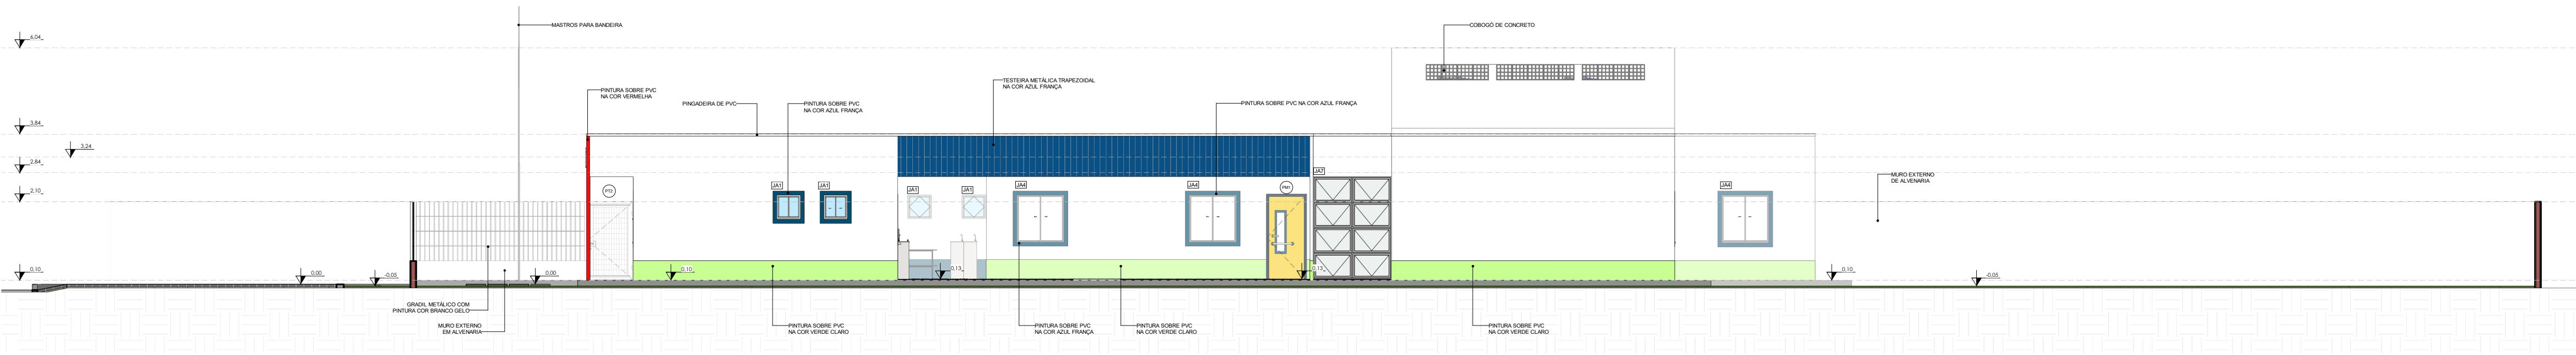 MASTROS PARA BANDEIRA
COBOGÓ DE CONCRETO
6,04
TESTEIRA METÁLICA TRAPEZOIDAL
NA COR AZUL FRANÇA
PINTURA SOBRE PVC
NA COR VERMELHA
PINGADEIRA DE PVC
PINTURA SOBRE PVC
NA COR AZUL FRANÇA
PINTURA SOBRE PVC NA COR AZUL FRANÇA
3,84
3,24
2,84
2,10
PT2
JA1
JA1
JA1
JA1
JA4
JA4
PM1
JA7
JA4
MURO EXTERNO
DE ALVENARIA
0,10
0,00
-0,05
0,00
0,10
0,13
0,13
0,10
-0,05
GRADIL METÁLICO COM
PINTURA COR BRANCO GELO
MURO EXTERNO
EM ALVENARIA
PINTURA SOBRE PVC
NA COR VERDE CLARO
PINTURA SOBRE PVC
NA COR AZUL FRANÇA
PINTURA SOBRE PVC
NA COR VERDE CLARO
PINTURA SOBRE PVC
NA COR VERDE CLARO